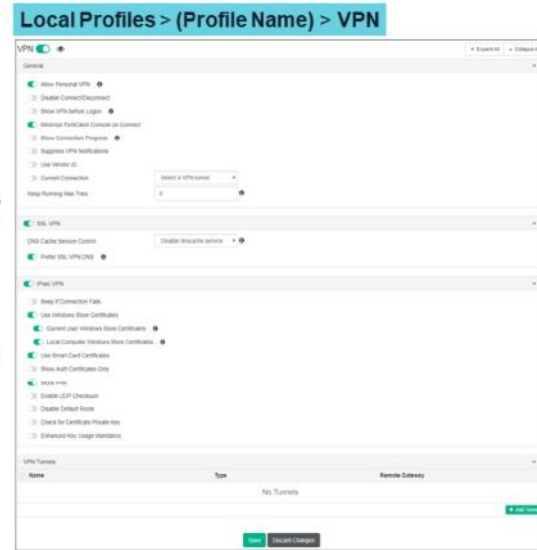 Local Profiles > (Profile Name) > VPN
VPN
+ Expand All
Collapse A
General
Allow Personal VPN
Disable Connect/Disconnect
Show VPN before Logon
Minimize FortiClient Console on Connect
Show Connection Progress
Suppress VPN Notifications
Use Vendor ID
Current Connection Select a VPN tunnel
Keep Running Max Tries 0
SSL VPN
DNS Cache Service Control Disable dnscache service
Prefer SSL VPN DNS
IPsec VPN
Beep If Connection Fails
Use Windows Store Certificates
Current User Windows Store Certificates
Local Computer Windows Store Certificates
Use Smart Card Certificates
Show Auth Certificates Only
Block IPv6
Enable UDP Checksum
Disable Default Route
Check for Certificate Private Key
Enhanced Key Usage Mandatory
VPN Tunnels
Name Type Remote Gateway
No Tunnels
+ Add Tunnel
Save Discard Changes